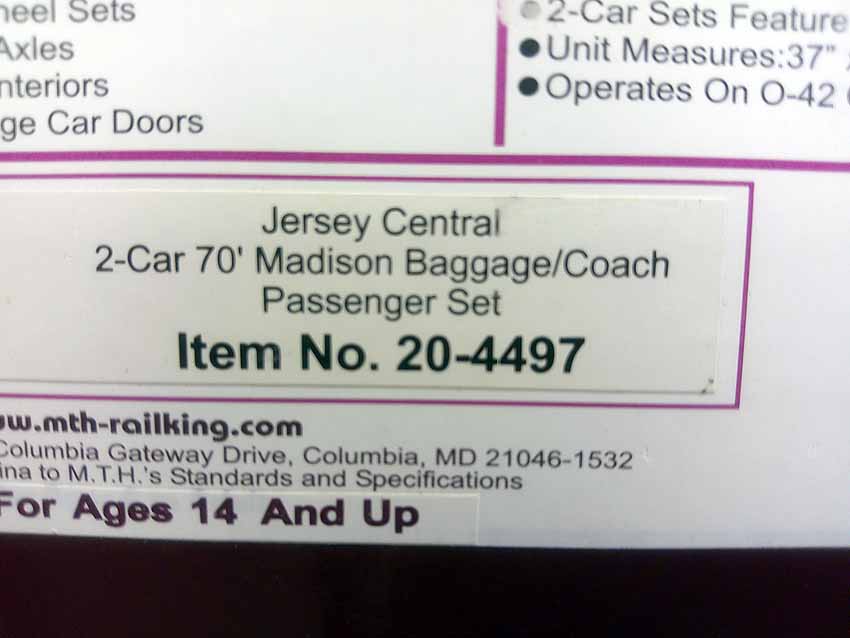 heel Sets
Axles
nteriors
ge Car Doors
2-Car Sets Feature
Unit Measures:37"
Operates On O-42
Jersey Central
2-Car 70' Madison Baggage/Coach
Passenger Set
Item No. 20-4497
w.mth-railking.com
Columbia Gateway Drive, Columbia, MD 21046-1532
ina to M.T.H.'s Standards and Specifications
For Ages 14 And Up